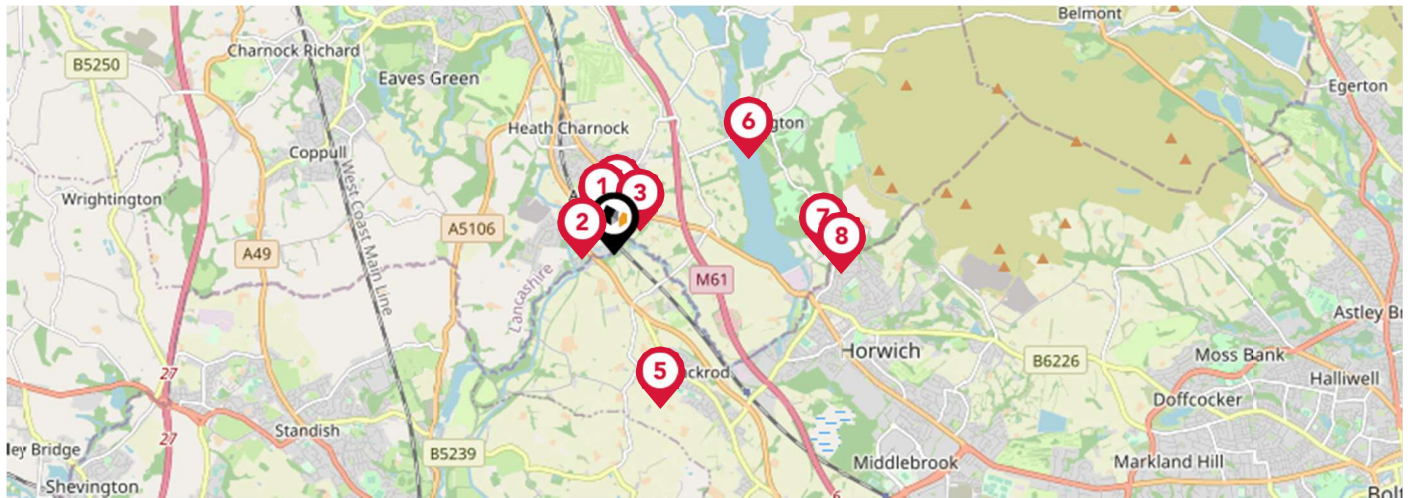 Belmont
Charnock Richard
B5250
Eaves Green
Egerton
6
gton
Heath Charnock
Coppull
1
3
Wrightington
2
7
A5106
8
A49
West Coast Main Line
Lancashire
M61
Astley Br
Horwich
Moss Bank
B6226
5
ckrod
27
Halliwell
Doffcocker
Standish
27
ley Bridge
B5239
Middlebrook
Markland Hill
Shevington
6
Bol